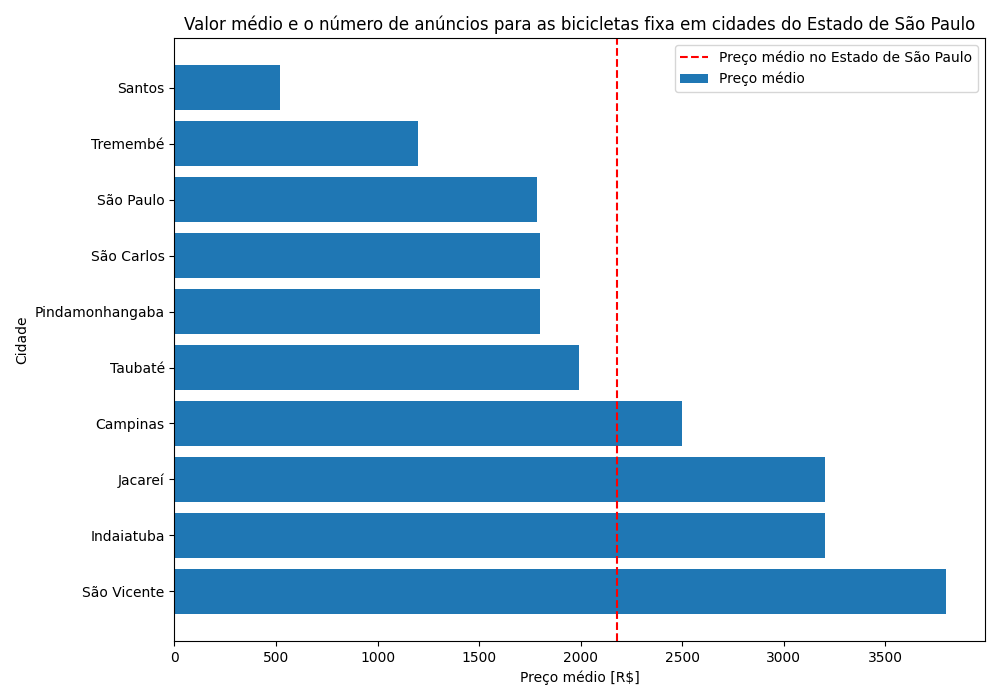 Valor médio e o número de anúncios para as bicicletas fixa em cidades do Estado de São Paulo
Preço médio no Estado de São Paulo
Preço médio
Cidade
Santos
Tremembé
São Paulo
São Carlos
Pindamonhangaba
Taubaté
Campinas
Jacareí
Indaiatuba
São Vicente
0 500 1000 1500 2000 2500 3000 3500
Preço médio [R$]